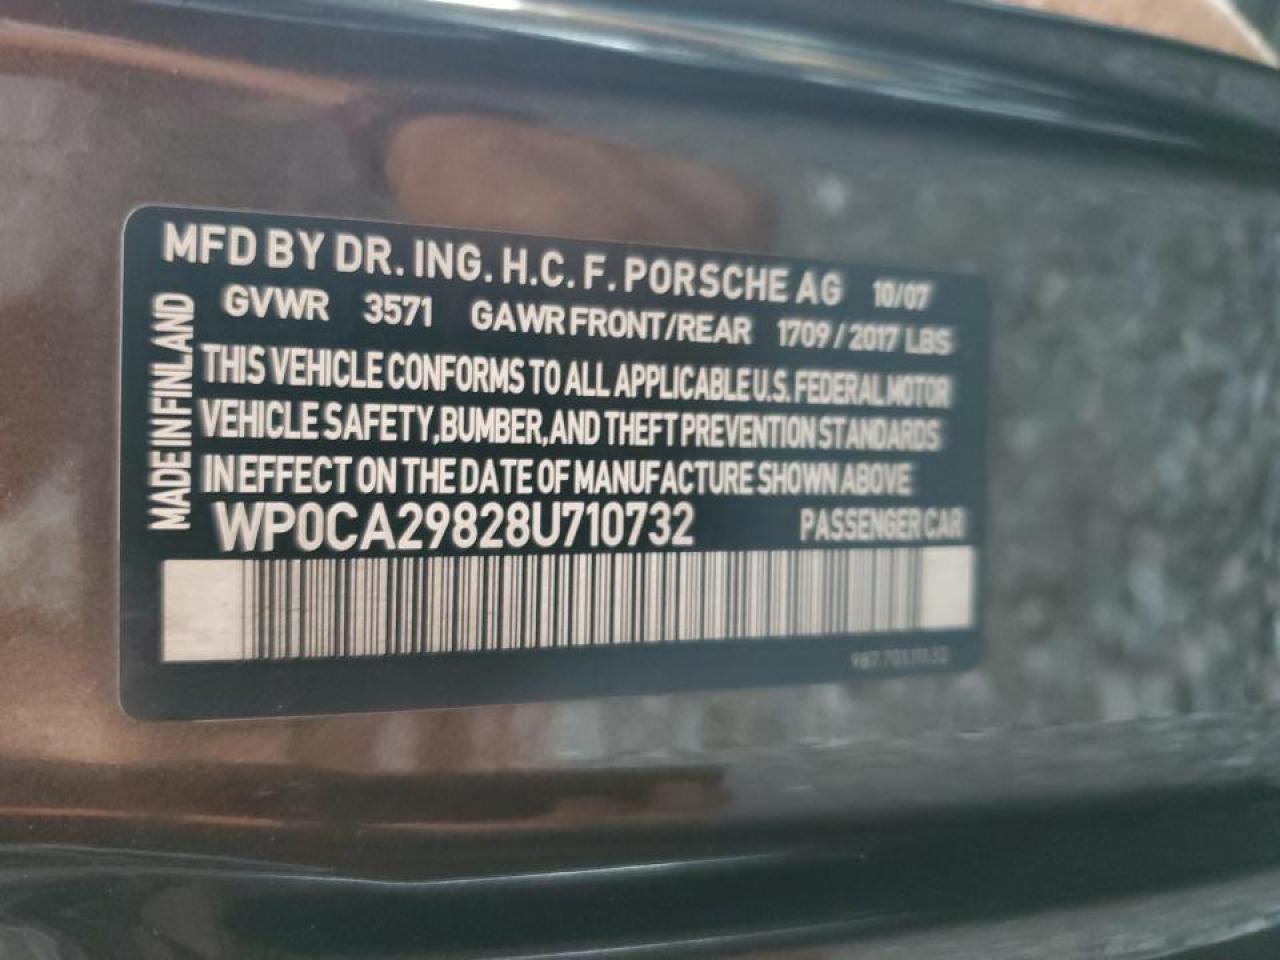 MFD BY DR. ING. H.C. F. PORSCHE AG 10/07
GVWR 3571 GAWR FRONT/REAR 1709 / 2017 LBS
MADE IN FINLAND
THIS VEHICLE CONFORMS TO ALL APPLICABLE U.S. FEDERAL MOTOR
VEHICLE SAFETY, BUMBER, AND THEFT PREVENTION STANDARDS
IN EFFECT ON THE DATE OF MANUFACTURE SHOWN ABOVE
WP0CA29828U710732 PASSENGER CAR